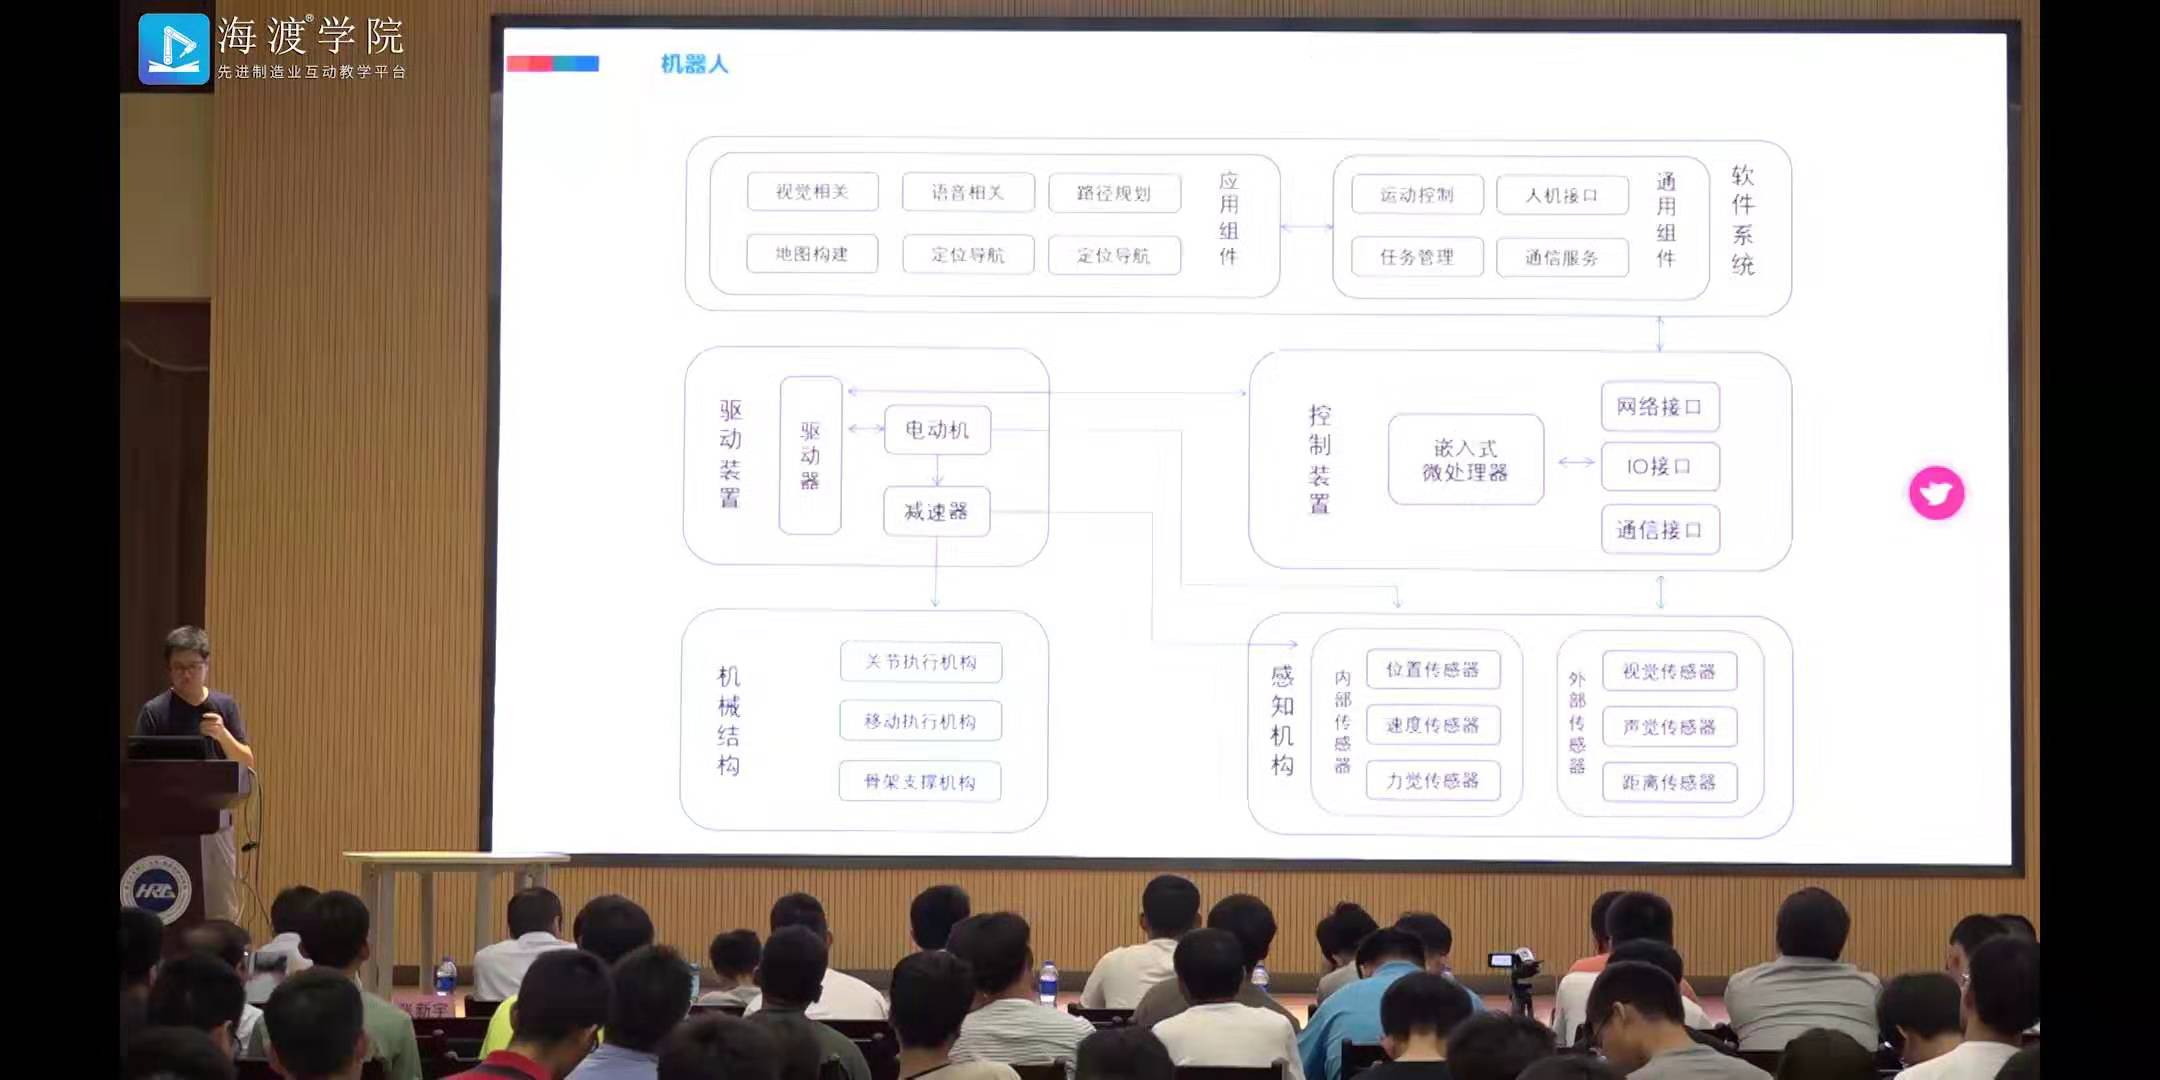 海渡学院®
先进制造业互动教学平台
机器人
视觉相关
语音相关
路径规划
地图构建
定位导航
定位导航
应用组件
运动控制
人机接口
任务管理
通信服务
通用组件
软件系统
驱动装置
驱动器
电动机
减速器
控制装置
嵌入式
微处理器
网络接口
IO接口
通信接口
机械结构
关节执行机构
移动执行机构
骨架支撑机构
感知机构
内部传感器
位置传感器
速度传感器
力觉传感器
外部传感器
视觉传感器
声觉传感器
距离传感器
HRG